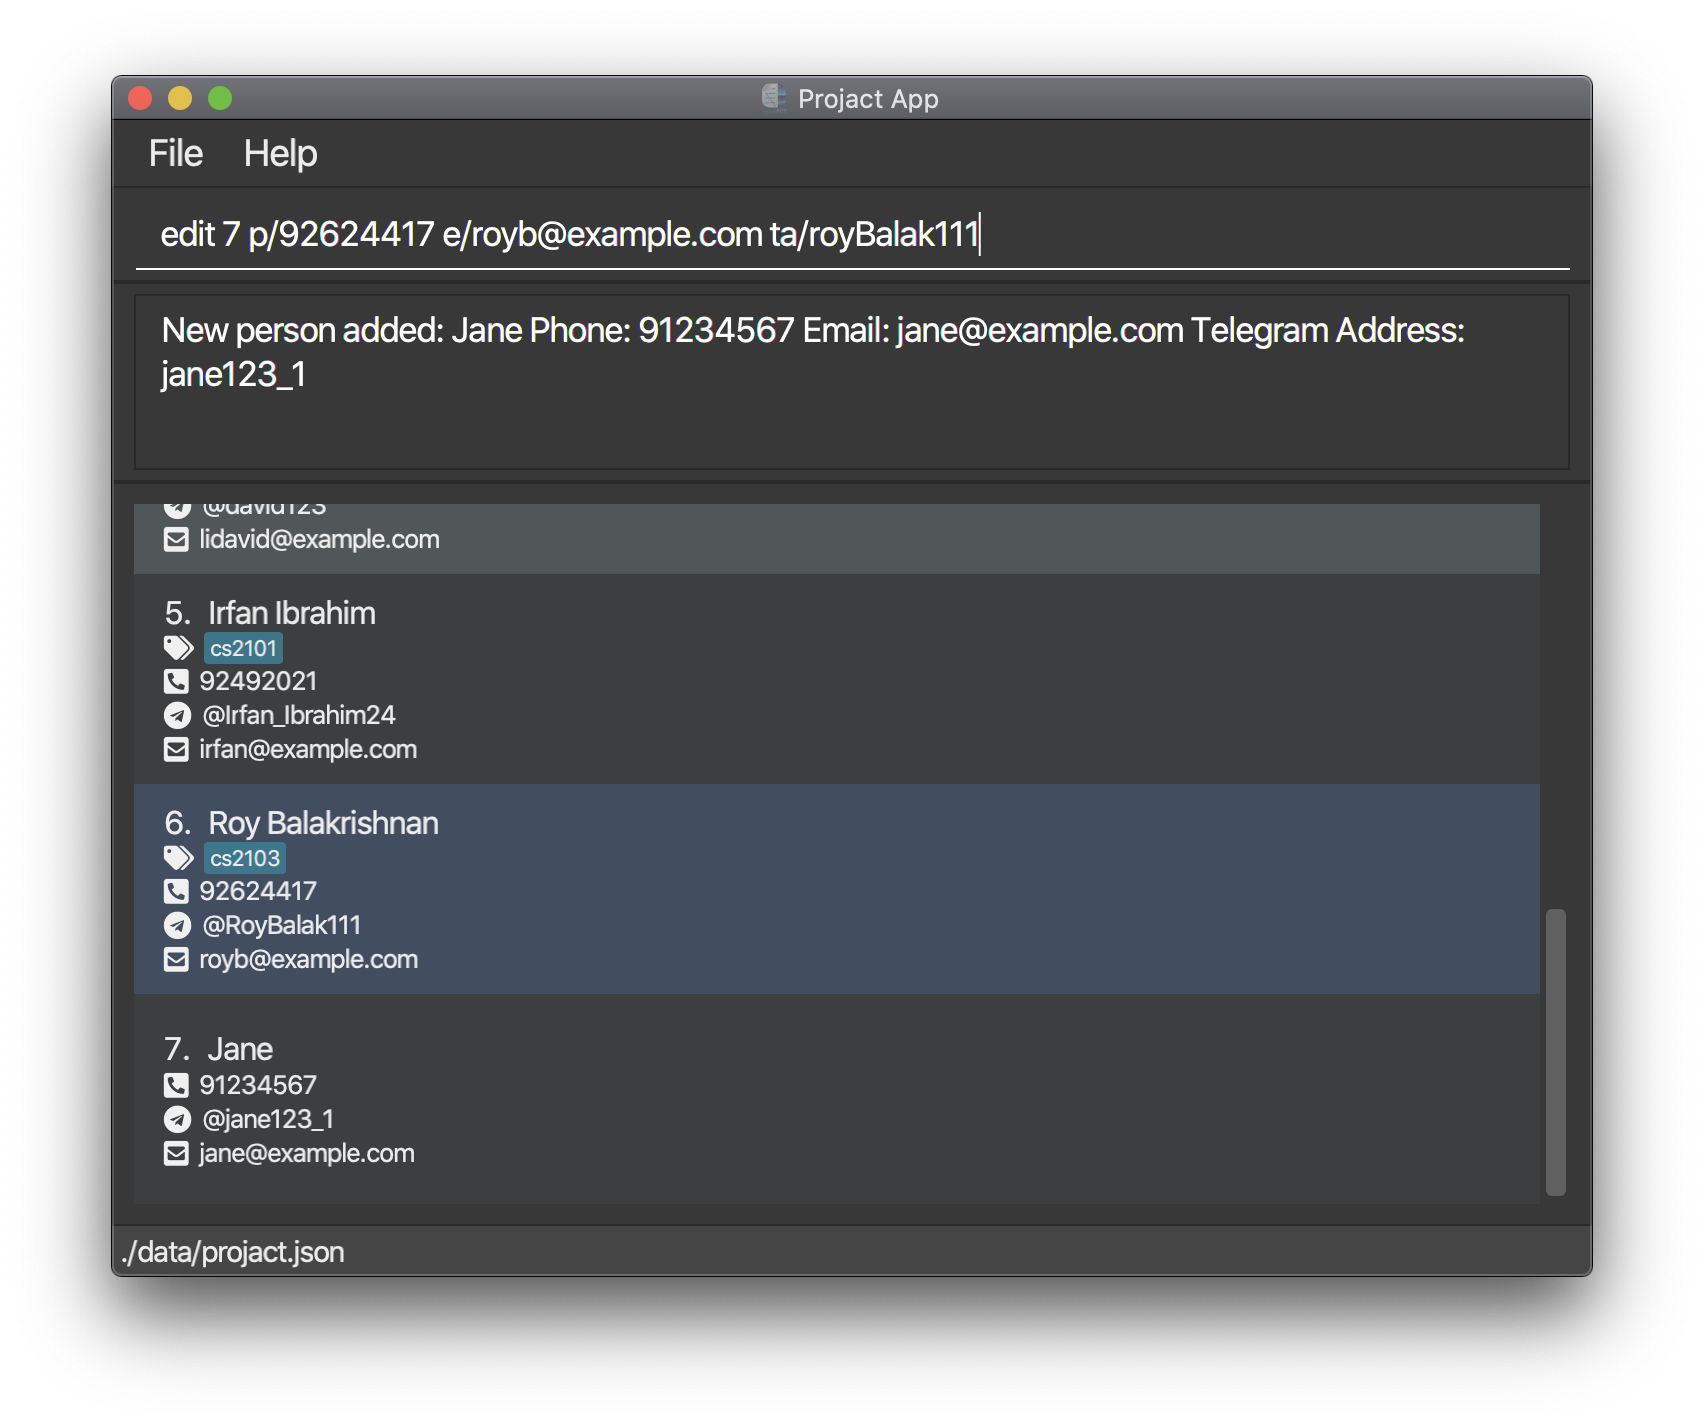 Projact App
File Help
edit 7 p/92624417 e/royb@example.com ta/royBalak111
New person added: Jane Phone: 91234567 Email: jane@example.com Telegram Address:
jane123_1
@david123
lidavid@example.com
5. Irfan Ibrahim
cs2101
92492021
@Irfan_Ibrahim24
irfan@example.com
6. Roy Balakrishnan
cs2103
92624417
@RoyBalak111
royb@example.com
7. Jane
91234567
@jane123_1
jane@example.com
./data/projact.json